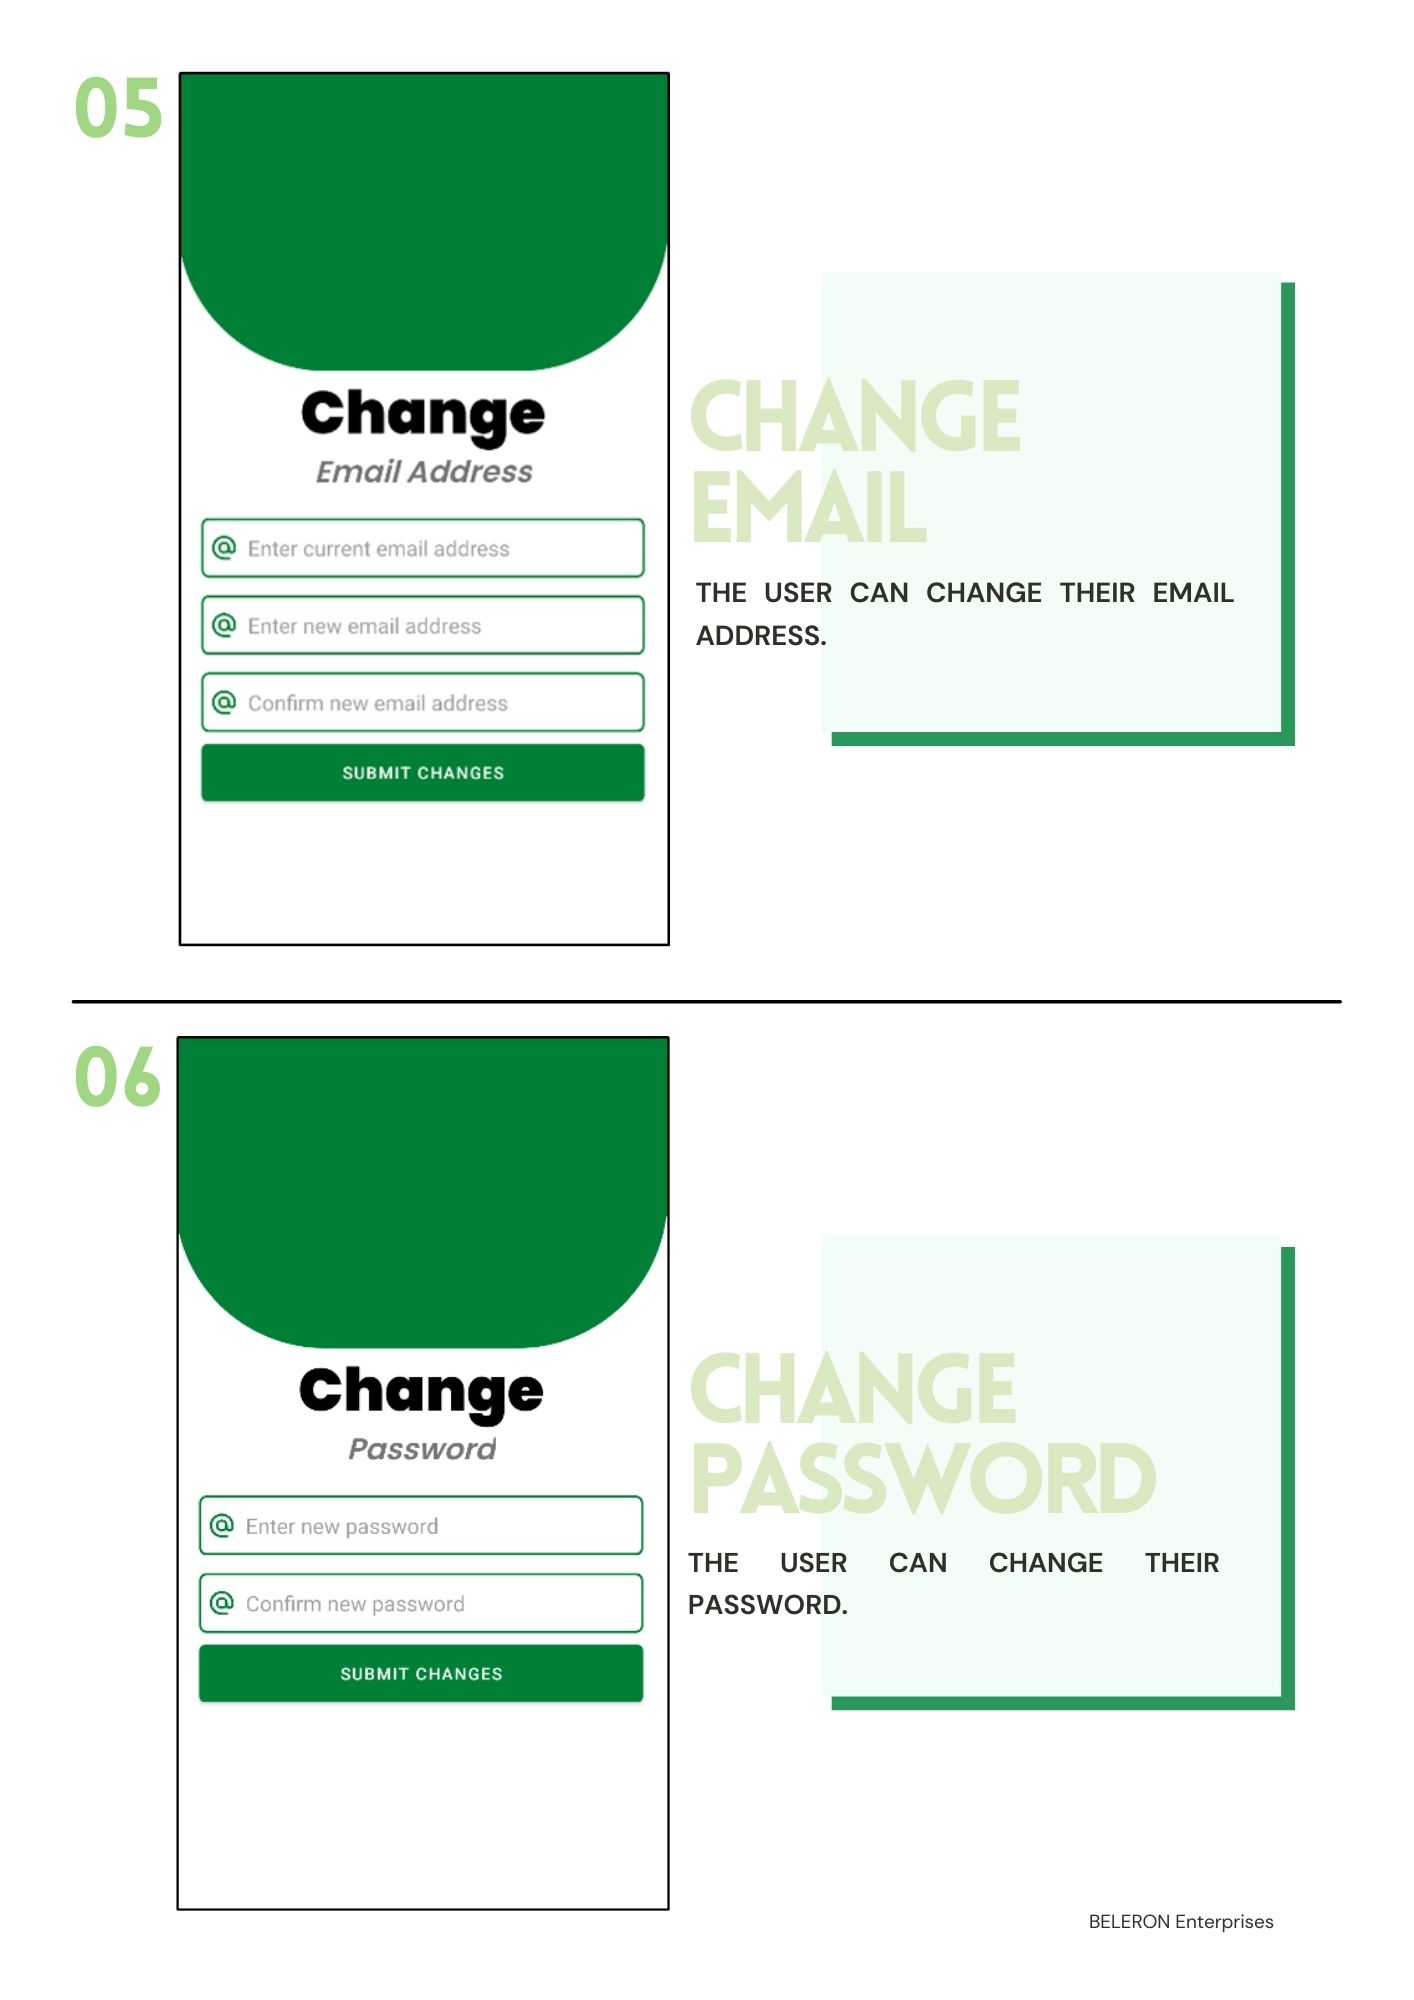 05
Change
Email Address
@ Enter current email address
@ Enter new email address
@ Confirm new email address
SUBMIT CHANGES
CHANGE
EMAIL
THE USER CAN CHANGE THEIR EMAIL
ADDRESS.
06
Change
Password
@ Enter new password
@ Confirm new password
SUBMIT CHANGES
CHANGE
PASSWORD
THE USER CAN CHANGE THEIR
PASSWORD.
BELERON Enterprises